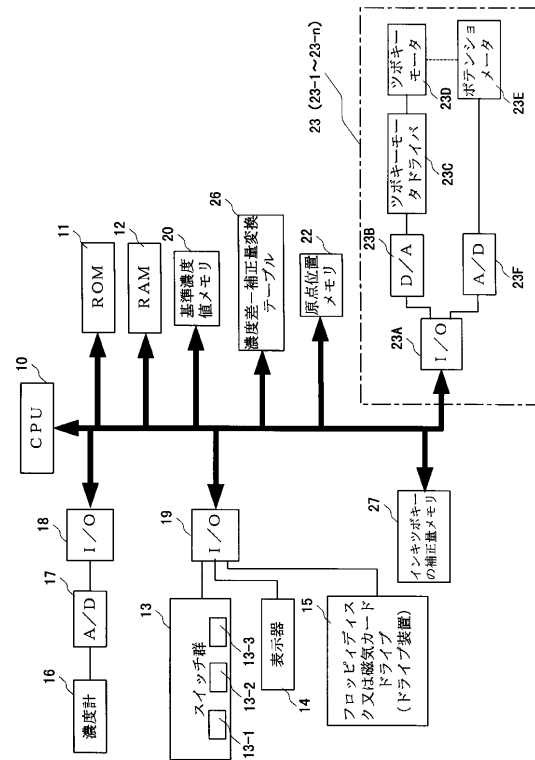 10
CPU
11
ROM
12
RAM
20
基準濃度
値メモリ
26
濃度差－補正量変換
テーブル
22
原点位置
メモリ
16
濃度計
17
A/D
18
I/O
13
スイッチ群
13-1
13-2
13-3
19
I/O
14
表示器
15
フロッピィディス
ク又は磁気カード
ドライブ
(ドライブ装置)
27
インキツボキー
の補正量メモリ
23 (23-1～23-n)
23A
I/O
23B
D/A
23C
ツボキーモー
タドライバ
23D
ツボキー
モータ
23E
ポテンショ
メータ
23F
A/D